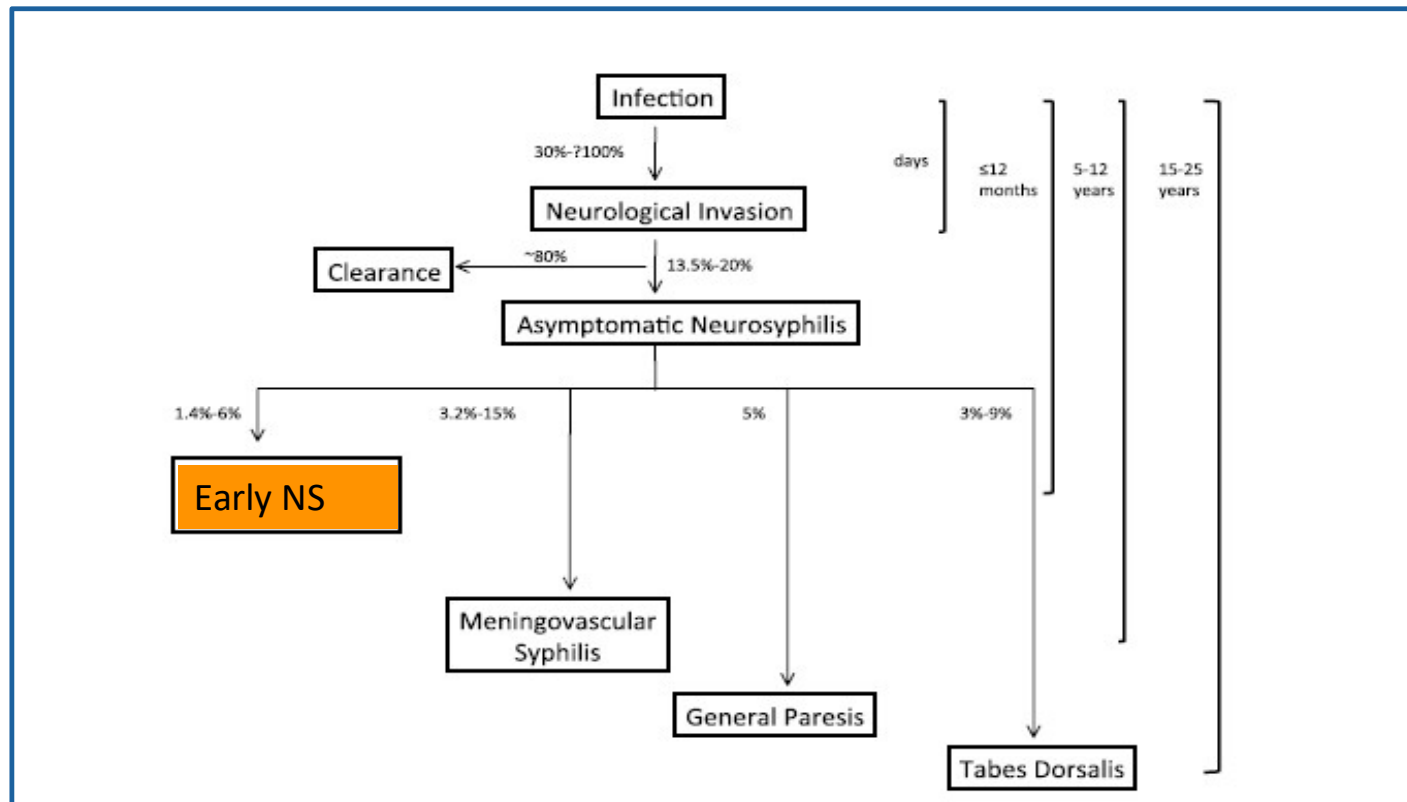 Infection
30%-?100%
days
≤12
months
5-12
years
15-25
years
Neurological Invasion
Clearance
~80%
13.5%-20%
Asymptomatic Neurosyphilis
1.4%-6%
3.2%-15%
5%
3%-9%
Early NS
Meningovascular
Syphilis
General Paresis
Tabes Dorsalis